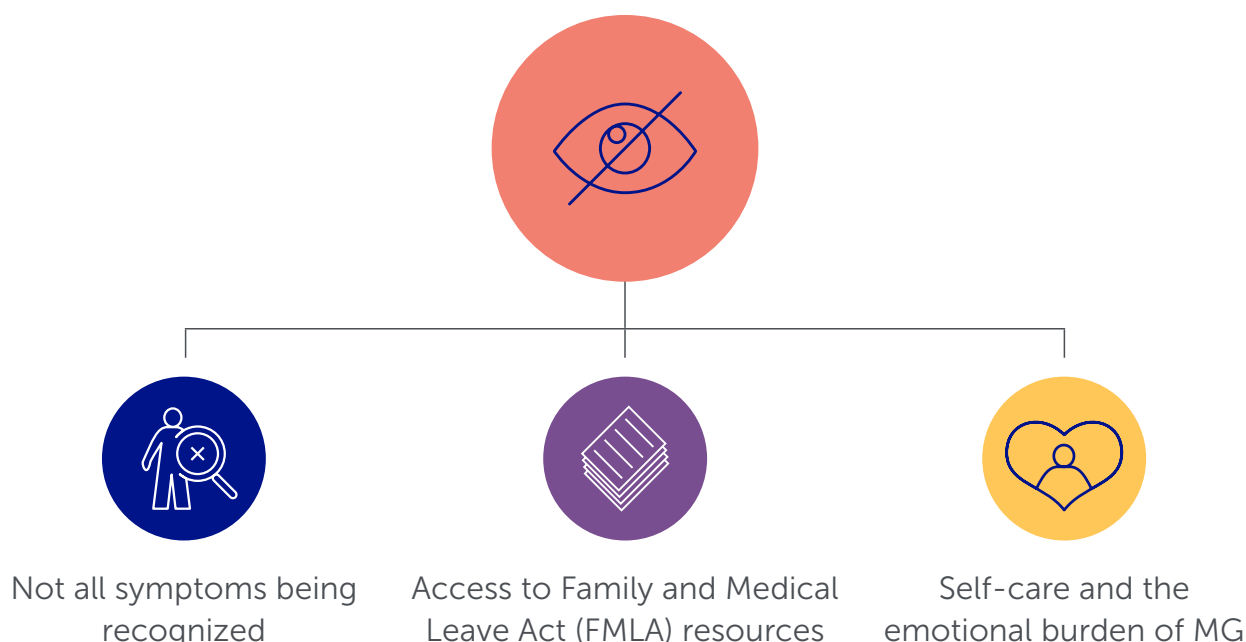 Not all symptoms being
recognized
Access to Family and Medical
Leave Act (FMLA) resources
Self-care and the
emotional burden of MG